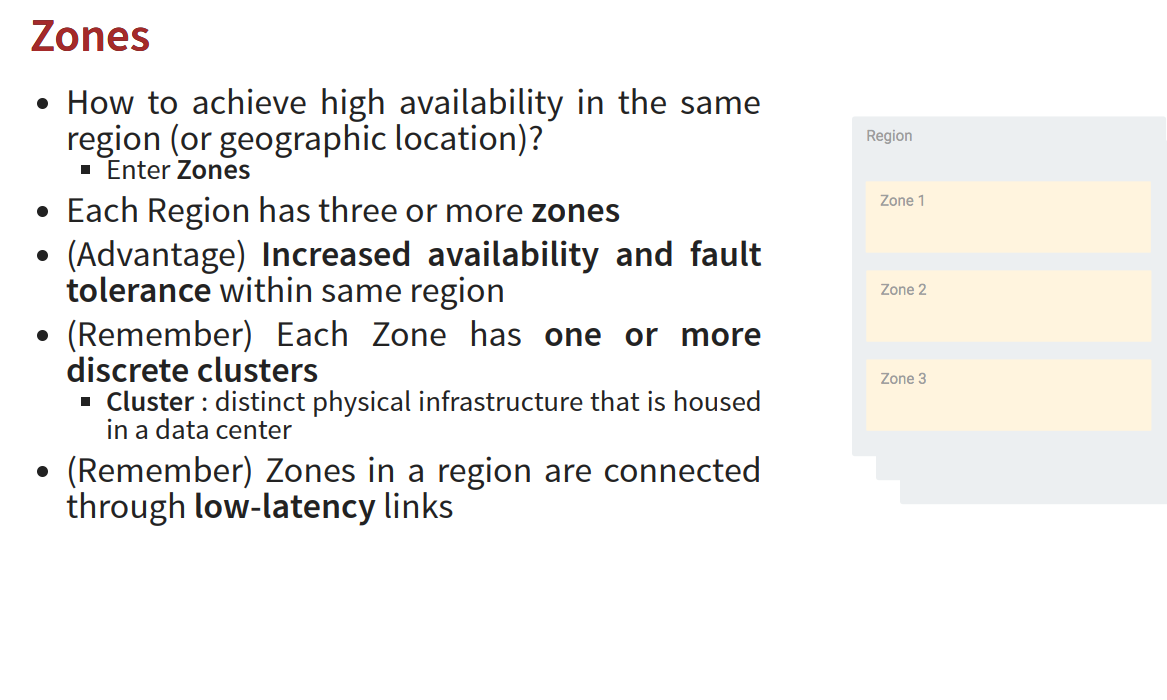 Zones
• How to achieve high availability in the same
region (or geographic location)?
▪ Enter Zones
• Each Region has three or more zones
• (Advantage) Increased availability and fault
tolerance within same region
• (Remember) Each Zone has one or more
discrete clusters
▪ Cluster : distinct physical infrastructure that is housed
in a data center
• (Remember) Zones in a region are connected
through low-latency links
Region
Zone 1
Zone 2
Zone 3